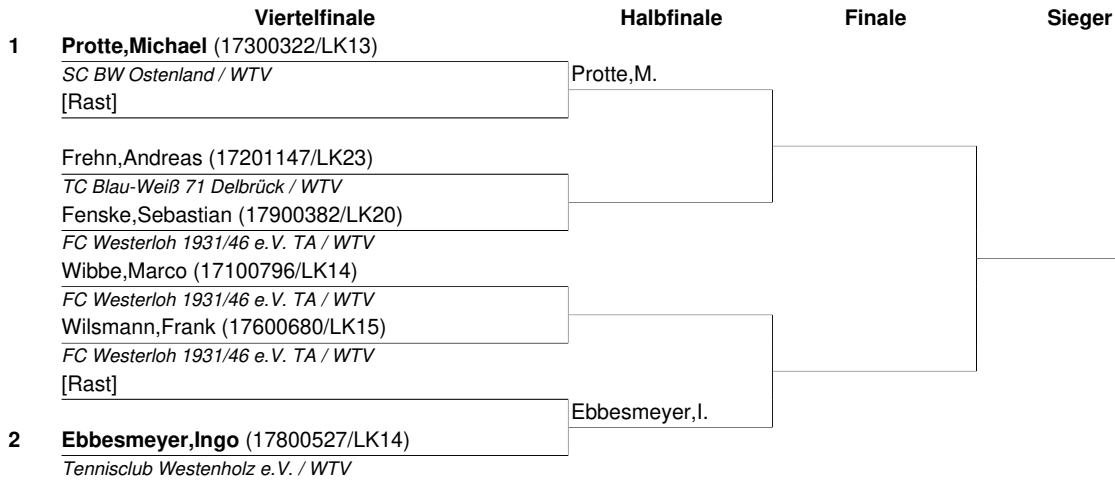 Viertelfinale Halbfinale Finale Sieger
1 Protte,Michael (17300322/LK13)
SC BW Ostenland / WTV
Protte,M.
[Rast]
Frehn,Andreas (17201147/LK23)
TC Blau-Weiß 71 Delbrück / WTV
Fenske,Sebastian (17900382/LK20)
FC Westerloh 1931/46 e.V. TA / WTV
Wibbe,Marco (17100796/LK14)
FC Westerloh 1931/46 e.V. TA / WTV
Wilsmann,Frank (17600680/LK15)
FC Westerloh 1931/46 e.V. TA / WTV
[Rast]
Ebbesmeyer,I.
2 Ebbesmeyer,Ingo (17800527/LK14)
Tennisclub Westenholz e.V. / WTV